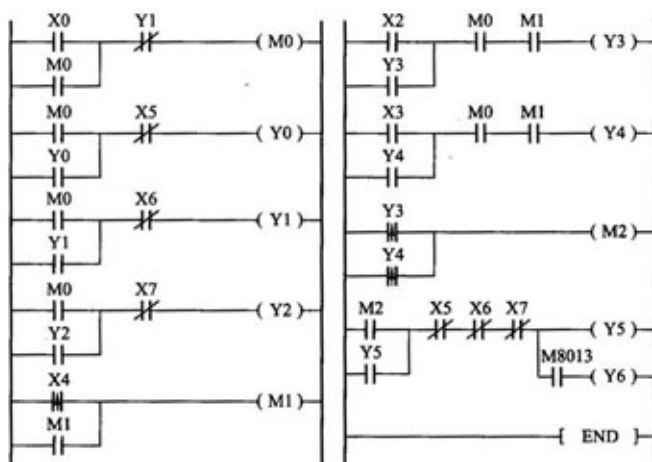 X0 Y1
( M0 )
M0
M0 X5
( Y0 )
Y0
M0 X6
( Y1 )
Y1
M0 X7
( Y2 )
Y2
X4
( M1 )
M1
X2 M0 M1
( Y3 )
Y3
X3 M0 M1
( Y4 )
Y4
Y3
( M2 )
Y4
M2 X5 X6 X7
( Y5 )
Y5 M8013
( Y6 )
[ END ]